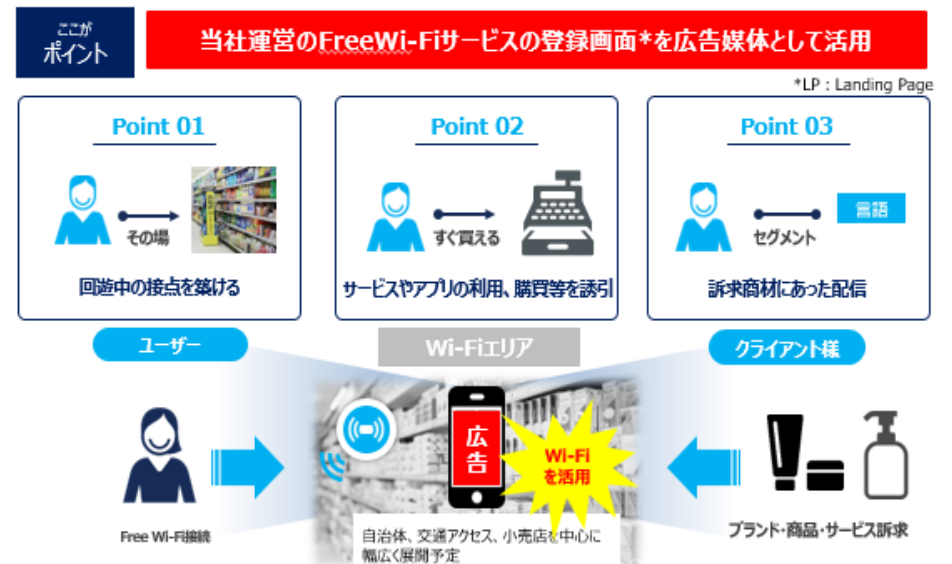 ここが
ポイント
当社運営のFreeWi-Fiサービスの登録画面*を広告媒体として活用
*LP : Landing Page
Point 01
その場
回遊中の接点を築ける
Point 02
すぐ買える
サービスやアプリの利用、購買等を誘引
Point 03
言語
セグメント
訴求商材にあった配信
ユーザー
Wi-Fiエリア
クライアント様
広
告
Wi-Fi
を活用
Free Wi-Fi接続
自治体、交通アクセス、小売店を中心に
幅広く展開予定
ブランド・商品・サービス訴求